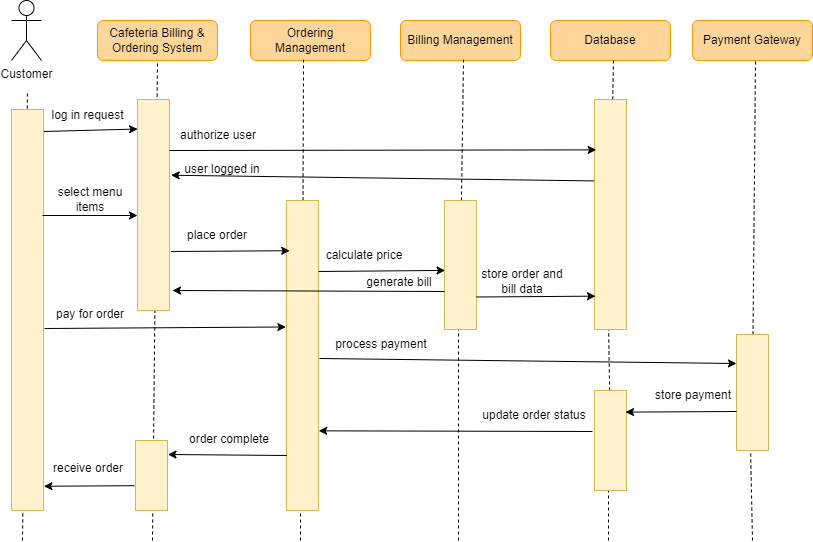 Customer
Cafeteria Billing &
Ordering System
Ordering
Management
Billing Management
Database
Payment Gateway
log in request
authorize user
user logged in
select menu
items
place order
calculate price
generate bill
store order and
bill data
pay for order
process payment
store payment
update order status
order complete
receive order